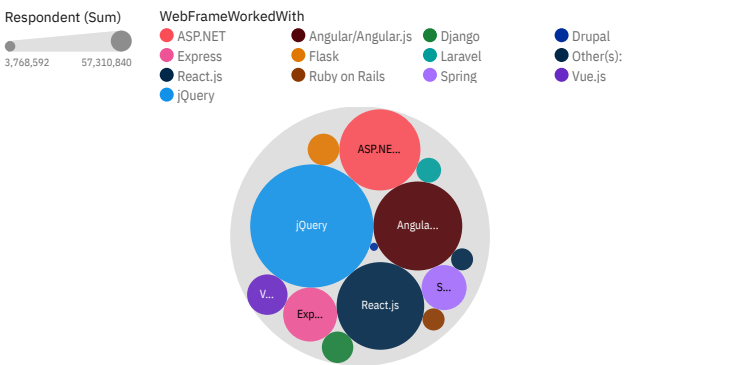 Respondent (Sum)
3,768,592 57,310,840
WebFrameWorkedWith
ASP.NET Angular/Angular.js Django Drupal
Express Flask Laravel Other(s):
React.js Ruby on Rails Spring Vue.js
jQuery
ASP.NE...
jQuery Angula...
V... Exp... React.js S...